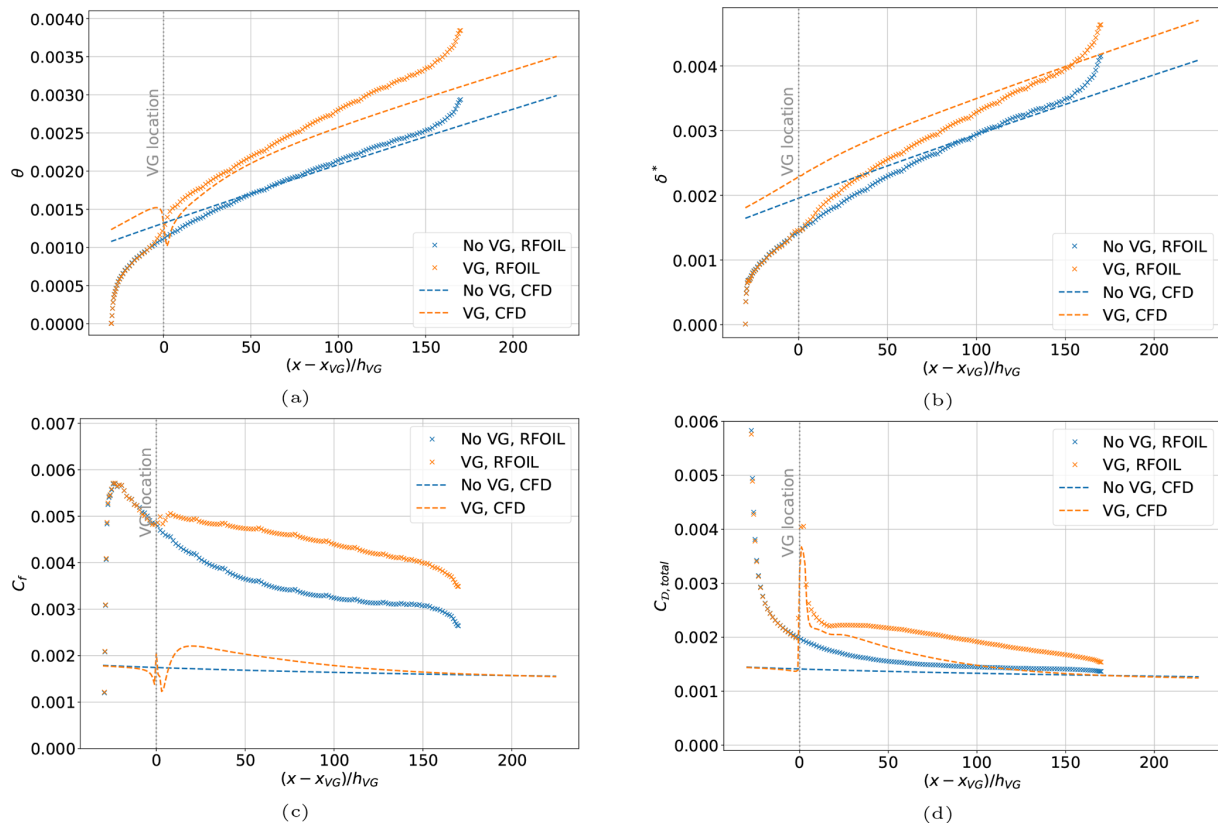 0.0040
0.0035
0.0030
0.0025
0.0020
0.0015
0.0010
0.0005
0.0000
θ
VG location
No VG, RFOIL
VG, RFOIL
No VG, CFD
VG, CFD
0 50 100 150 200
(x − x_VG)/h_VG
(a)
0.004
0.003
0.002
0.001
0.000
δ*
VG location
No VG, RFOIL
VG, RFOIL
No VG, CFD
VG, CFD
0 50 100 150 200
(x − x_VG)/h_VG
(b)
0.007
0.006
0.005
0.004
0.003
0.002
0.001
0.000
C_f
VG location
No VG, RFOIL
VG, RFOIL
No VG, CFD
VG, CFD
0 50 100 150 200
(x − x_VG)/h_VG
(c)
0.006
0.005
0.004
0.003
0.002
0.001
0.000
C_𝒟,total
VG location
No VG, RFOIL
VG, RFOIL
No VG, CFD
VG, CFD
0 50 100 150 200
(x − x_VG)/h_VG
(d)